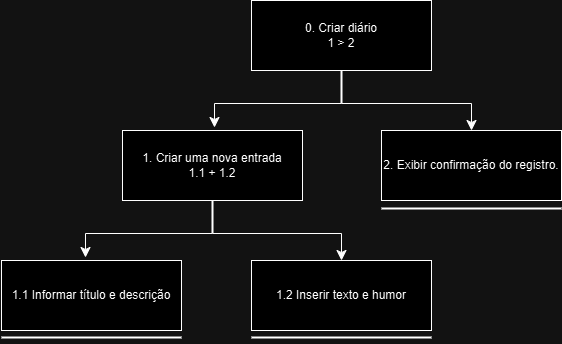 0. Criar diário
1 > 2
1. Criar uma nova entrada
1.1 + 1.2
2. Exibir confirmação do registro.
1.1 Informar título e descrição
1.2 Inserir texto e humor